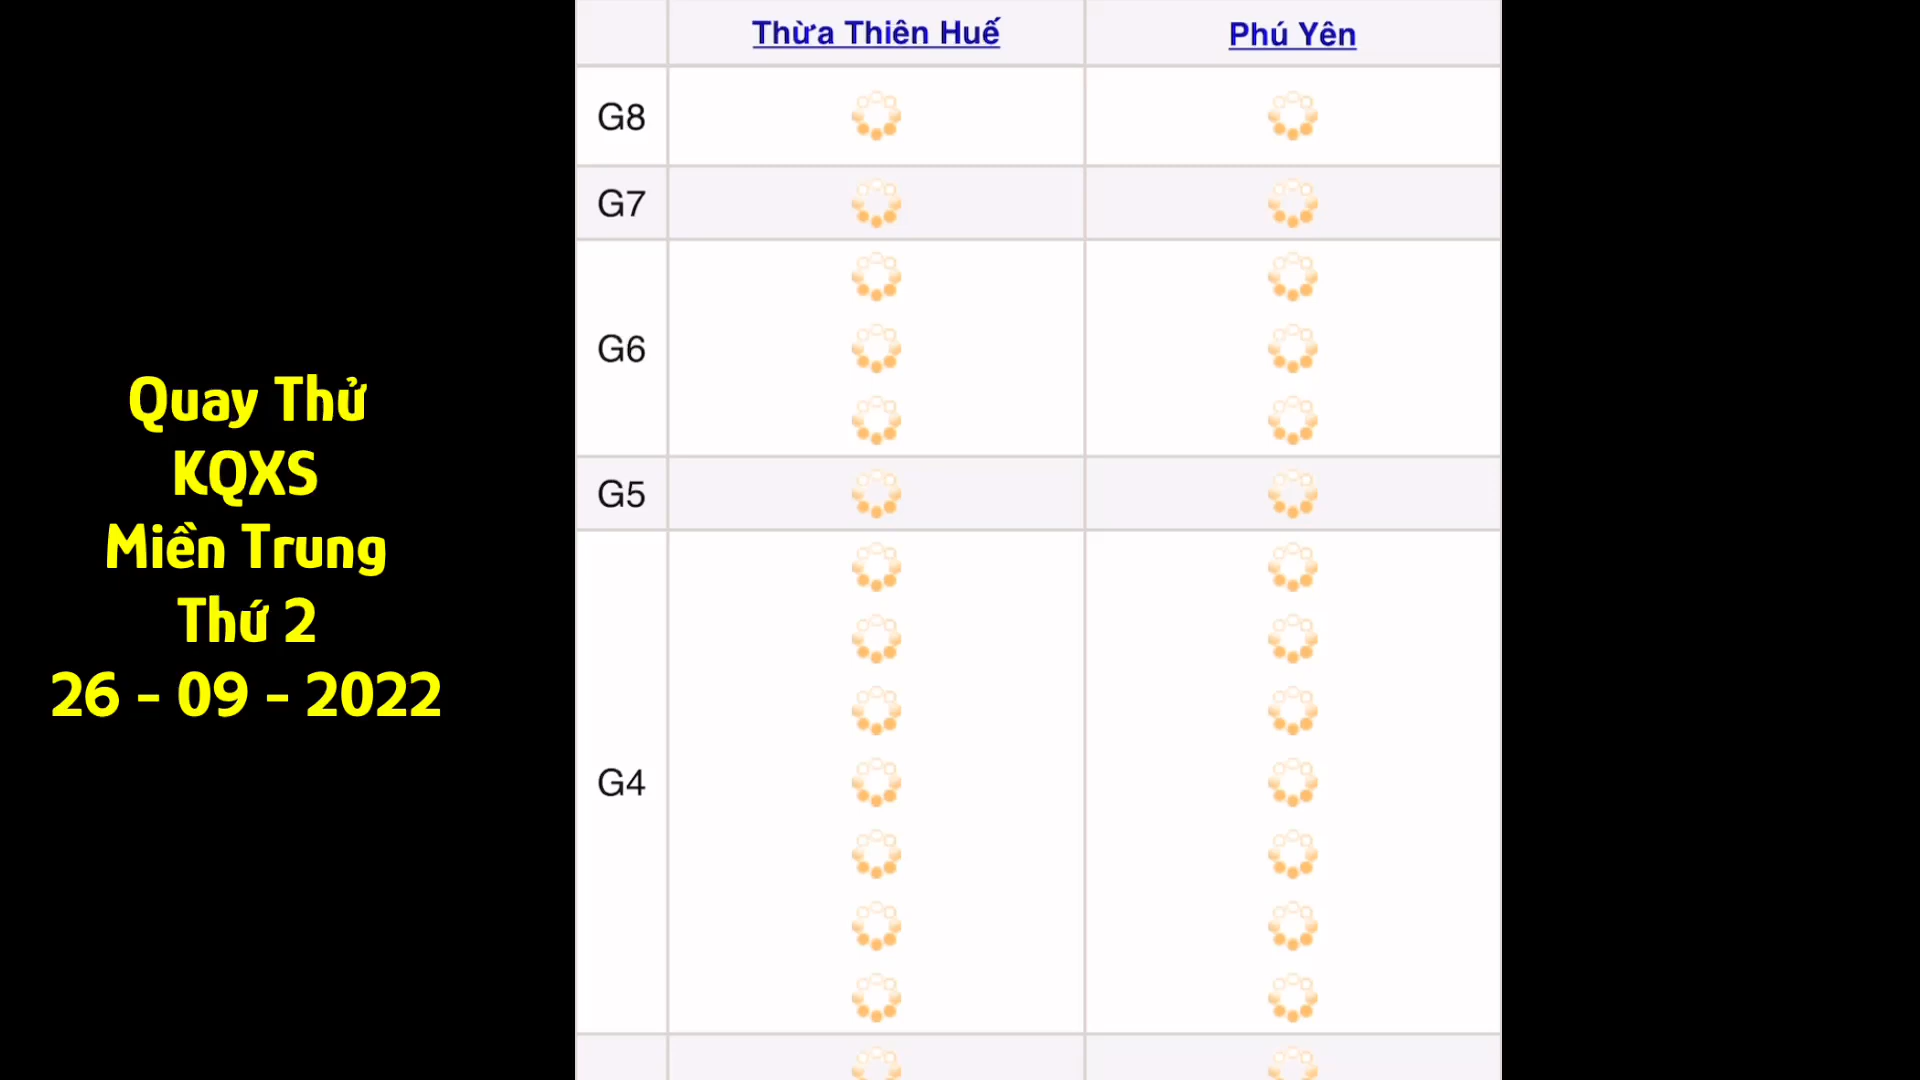 Thừa Thiên Huế Phú Yên
G8
G7
G6
G5
G4
Quay Thử
KQXS
Miền Trung
Thứ 2
26 - 09 - 2022